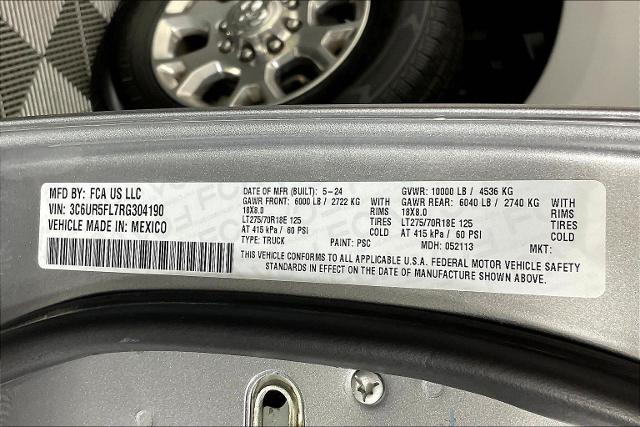 MFD BY: FCA US LLC
VIN: 3C6UR5FL7RG304190
VEHICLE MADE IN: MEXICO
DATE OF MFR (BUILT): 5-24
GVWR: 10000 LB / 4536 KG
GAWR FRONT: 6000 LB / 2722 KG WITH
GAWR REAR: 6040 LB / 2740 KG WITH
18X8.0 RIMS
18X8.0 RIMS
LT275/70R18E 125 TIRES
LT275/70R18E 125 TIRES
AT 415 kPa / 60 PSI COLD
AT 415 kPa / 60 PSI COLD
TYPE: TRUCK PAINT: PSC MDH: 052113 MKT:
THIS VEHICLE CONFORMS TO ALL APPLICABLE U.S.A. FEDERAL MOTOR VEHICLE SAFETY
STANDARDS IN EFFECT ON THE DATE OF MANUFACTURE SHOWN ABOVE.